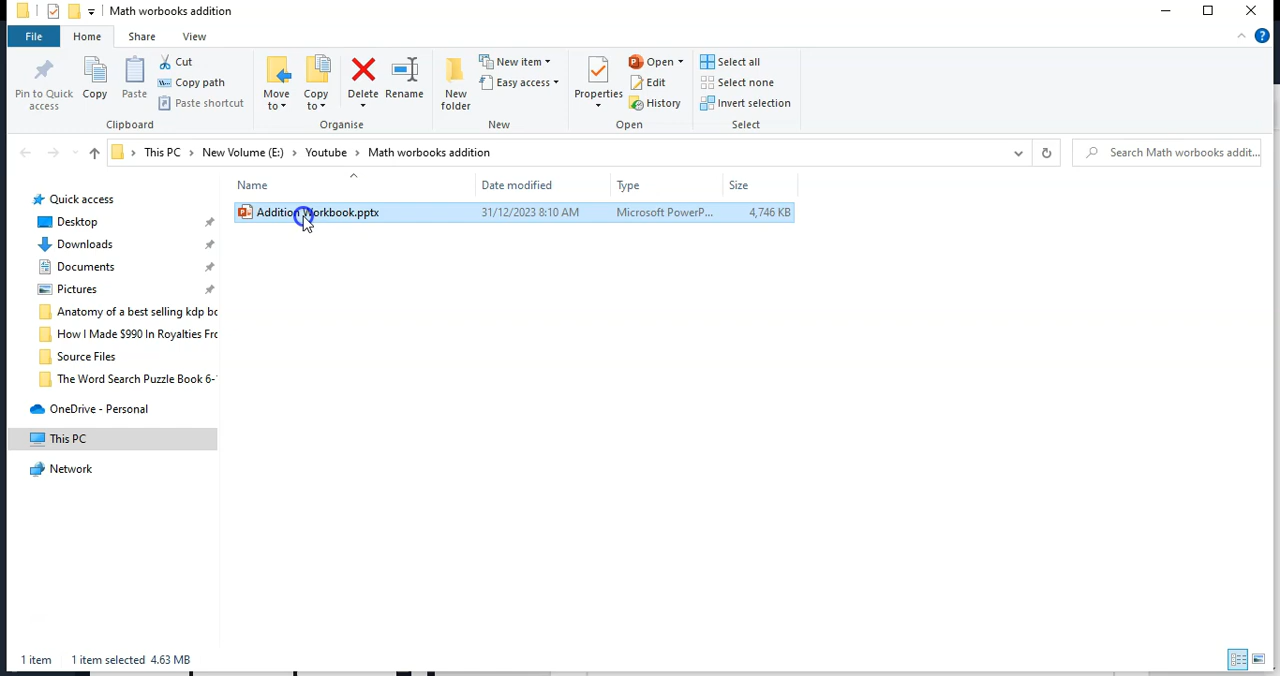 Math worbooks addition
File Home Share View
Pin to Quick access
Copy
Paste
Cut
Copy path
Paste shortcut
Clipboard
Move to
Copy to
Delete
Rename
Organise
New folder
New item
Easy access
New
Properties
Open
Edit
History
Open
Select all
Select none
Invert selection
Select
This PC > New Volume (E:) > Youtube > Math worbooks addition
Search Math worbooks addit...
Name Date modified Type Size
Addition Workbook.pptx 31/12/2023 8:10 AM Microsoft PowerP... 4,746 KB
Quick access
Desktop
Downloads
Documents
Pictures
Anatomy of a best selling kdp bo
How I Made $990 In Royalties Fro
Source Files
The Word Search Puzzle Book 6-
OneDrive - Personal
This PC
Network
1 item 1 item selected 4.63 MB